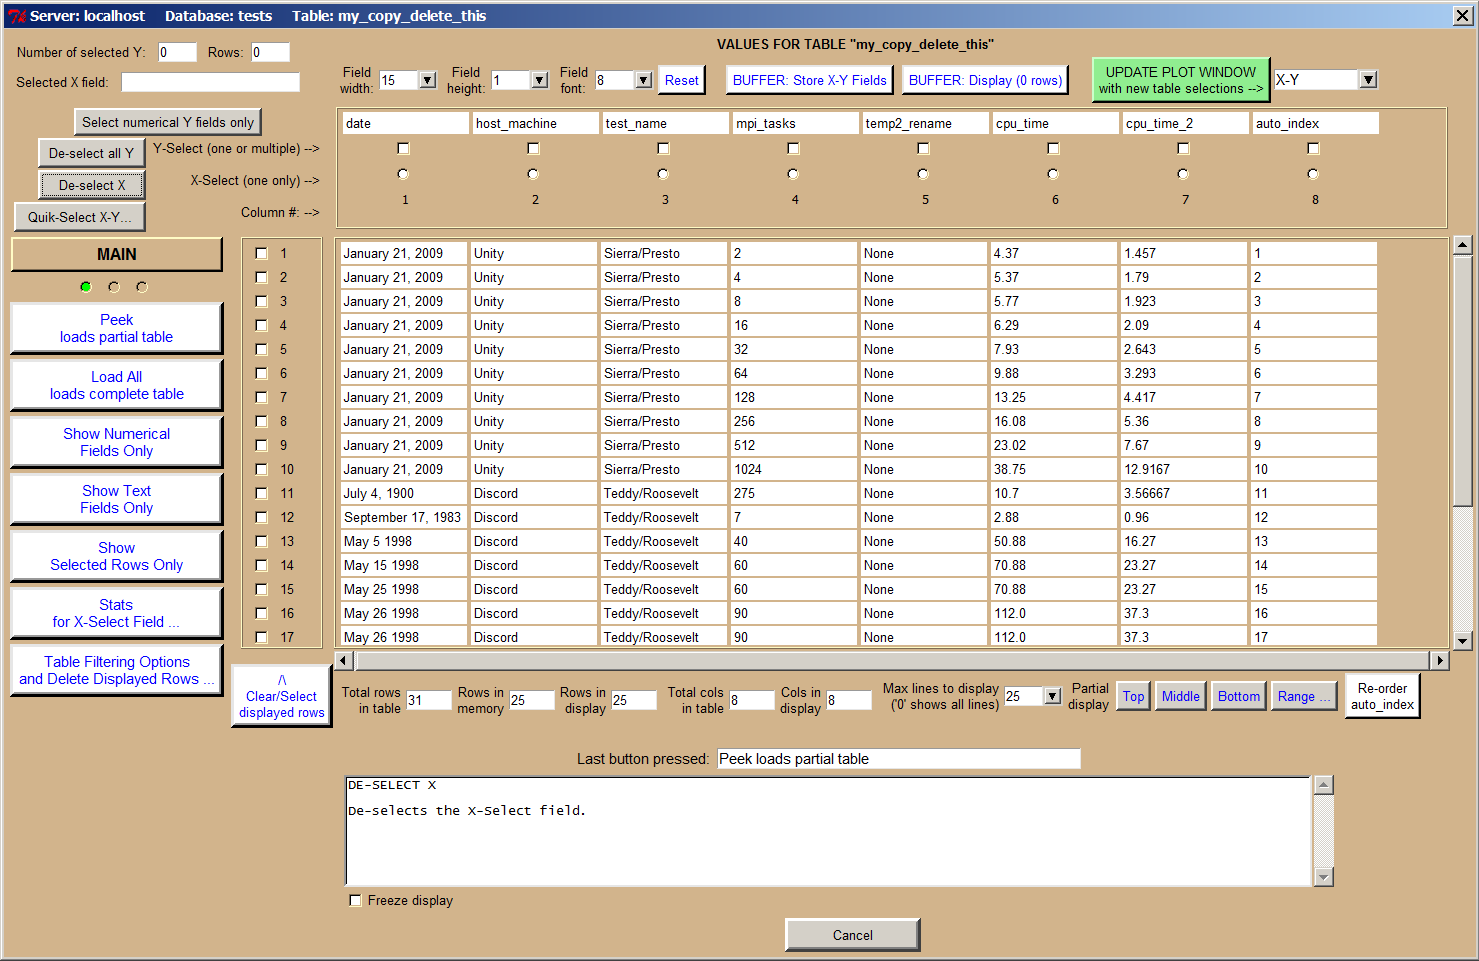 Server: localhost Database: tests Table: my_copy_delete_this
VALUES FOR TABLE "my_copy_delete_this"
Number of selected Y: 0 Rows: 0
Selected X field:
Field width: 15 Field height: 1 Field font: 8 Reset BUFFER: Store X-Y Fields BUFFER: Display (0 rows)
UPDATE PLOT WINDOW
with new table selections -->
X-Y
Select numerical Y fields only
De-select all Y
Y-Select (one or multiple) -->
De-select X
X-Select (one only) -->
Quik-Select X-Y...
Column #: -->
date host_machine test_name mpi_tasks temp2_rename cpu_time cpu_time_2 auto_index
1 2 3 4 5 6 7 8
MAIN
Peek
loads partial table
Load All
loads complete table
Show Numerical
Fields Only
Show Text
Fields Only
Show
Selected Rows Only
Stats
for X-Select Field ...
Table Filtering Options
and Delete Displayed Rows ...
1 January 21, 2009 Unity Sierra/Presto 2 None 4.37 1.457 1
2 January 21, 2009 Unity Sierra/Presto 4 None 5.37 1.79 2
3 January 21, 2009 Unity Sierra/Presto 8 None 5.77 1.923 3
4 January 21, 2009 Unity Sierra/Presto 16 None 6.29 2.09 4
5 January 21, 2009 Unity Sierra/Presto 32 None 7.93 2.643 5
6 January 21, 2009 Unity Sierra/Presto 64 None 9.88 3.293 6
7 January 21, 2009 Unity Sierra/Presto 128 None 13.25 4.417 7
8 January 21, 2009 Unity Sierra/Presto 256 None 16.08 5.36 8
9 January 21, 2009 Unity Sierra/Presto 512 None 23.02 7.67 9
10 January 21, 2009 Unity Sierra/Presto 1024 None 38.75 12.9167 10
11 July 4, 1900 Discord Teddy/Roosevelt 275 None 10.7 3.56667 11
12 September 17, 1983 Discord Teddy/Roosevelt 7 None 2.88 0.96 12
13 May 5 1998 Discord Teddy/Roosevelt 40 None 50.88 16.27 13
14 May 15 1998 Discord Teddy/Roosevelt 60 None 70.88 23.27 14
15 May 25 1998 Discord Teddy/Roosevelt 60 None 70.88 23.27 15
16 May 26 1998 Discord Teddy/Roosevelt 90 None 112.0 37.3 16
17 May 26 1998 Discord Teddy/Roosevelt 90 None 112.0 37.3 17
/\
Clear/Select
displayed rows
Total rows in table 31 Rows in memory 25 Rows in display 25 Total cols in table 8 Cols in display 8
Max lines to display
('0' shows all lines)
25
Partial display Top Middle Bottom Range ...
Re-order
auto_index
Last button pressed: Peek loads partial table
DE-SELECT X
De-selects the X-Select field.
Freeze display
Cancel